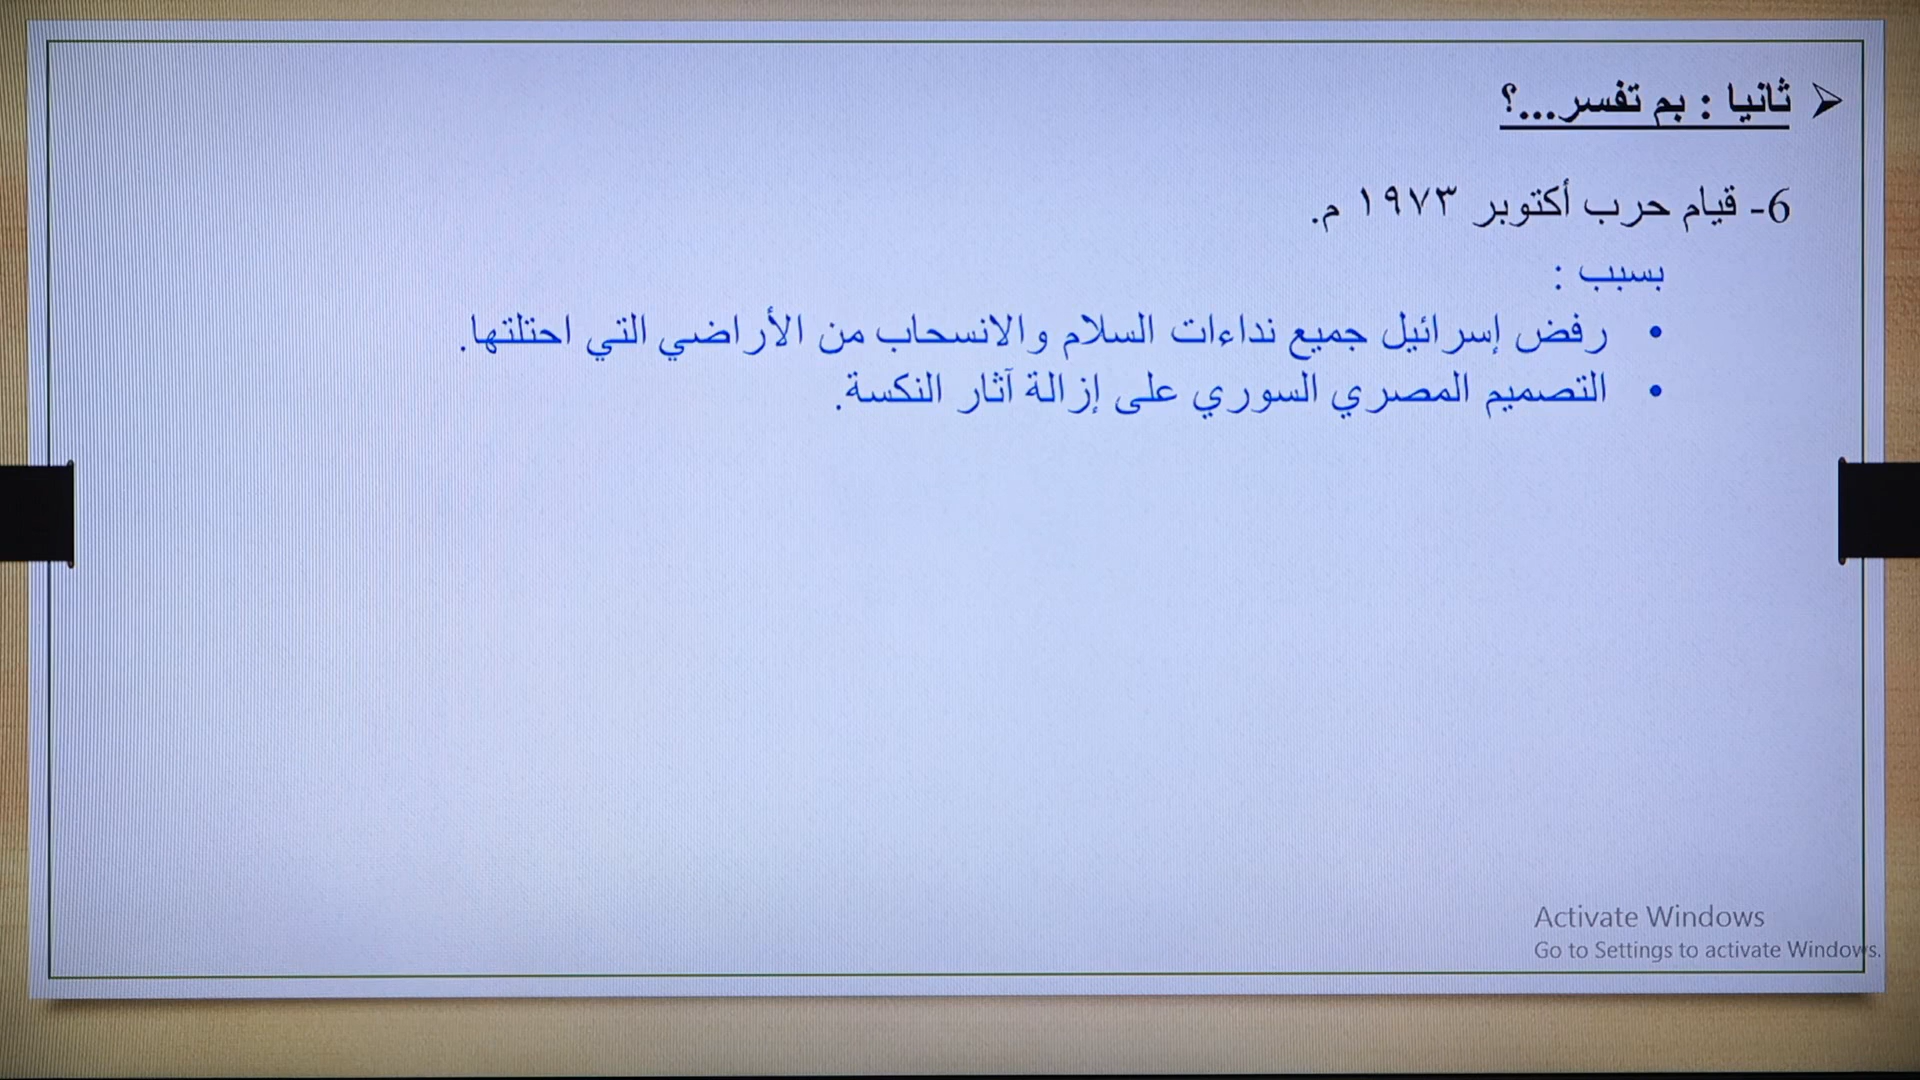 ثانيا : بم تفسر...؟
6- قيام حرب أكتوبر ١٩٧٣ م.
بسبب :
• رفض إسرائيل جميع نداءات السلام والانسحاب من الأراضي التي احتلتها.
• التصميم المصري السوري على إزالة آثار النكسة.
Activate Windows
Go to Settings to activate Windows.